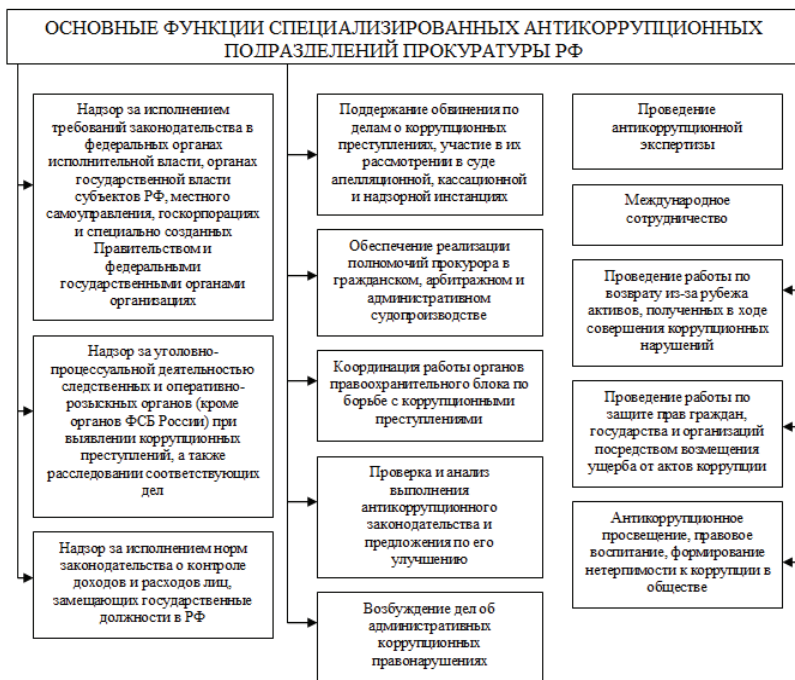 ОСНОВНЫЕ ФУНКЦИИ СПЕЦИАЛИЗИРОВАННЫХ АНТИКОРРУПЦИОННЫХ
ПОДРАЗДЕЛЕНИЙ ПРОКУРАТУРЫ РФ
Надзор за исполнением
требований законодательства в
федеральных органах
исполнительной власти, органах
государственной власти
субъектов РФ, местного
самоуправления, госкорпорациях
и специально созданных
Правительством и
федеральными
государственными органами
организациях
Надзор за уголовно-
процессуальной деятельностью
следственных и оперативно-
розыскных органов (кроме
органов ФСБ России) при
выявлении коррупционных
преступлений, а также
расследовании соответствующих
дел
Надзор за исполнением норм
законодательства о контроле
доходов и расходов лиц,
замещающих государственные
должности в РФ
Поддержание обвинения по
делам о коррупционных
преступлениях, участие в их
рассмотрении в суде
апелляционной, кассационной
и надзорной инстанциях
Обеспечение реализации
полномочий прокурора в
гражданском, арбитражном и
административном
судопроизводстве
Координация работы органов
правоохранительного блока по
борьбе с коррупционными
преступлениями
Проверка и анализ
выполнения
антикоррупционного
законодательства и
предложения по его
улучшению
Возбуждение дел об
административных
коррупционных
правонарушениях
Проведение
антикоррупционной
экспертизы
Международное
сотрудничество
Проведение работы по
возврату из-за рубежа
активов, полученных в ходе
совершения коррупционных
нарушений
Проведение работы по
защите прав граждан,
государства и организаций
посредством возмещения
ущерба от актов коррупции
Антикоррупционное
просвещение, правовое
воспитание, формирование
нетерпимости к коррупции в
обществе